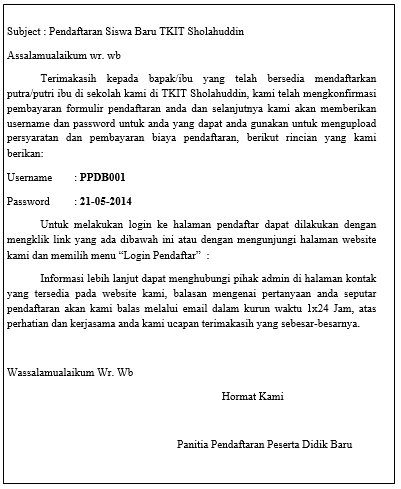 Subject : Pendaftaran Siswa Baru TKIT Sholahuddin
Assalamualaikum wr. wb
Terimakasih kepada bapak/ibu yang telah bersedia mendaftarkan
putra/putri ibu di sekolah kami di TKIT Sholahuddin, kami telah mengkonfirmasi
pembayaran formulir pendaftaran anda dan selanjutnya kami akan memberikan
username dan password untuk anda yang dapat anda gunakan untuk mengupload
persyaratan dan pembayaran biaya pendaftaran, berikut rincian yang kami
berikan:
Username : PPDB001
Password : 21-05-2014
Untuk melakukan login ke halaman pendaftar dapat dilakukan dengan
mengklik link yang ada dibawah ini atau dengan mengunjungi halaman website
kami dan memilih menu “Login Pendaftar” :
Informasi lebih lanjut dapat menghubungi pihak admin di halaman kontak
yang tersedia pada website kami, balasan mengenai pertanyaan anda seputar
pendaftaran akan kami balas melalui email dalam kurun waktu 1x24 Jam, atas
perhatian dan kerjasama anda kami ucapan terimakasih yang sebesar-besarnya.
Wassalamualaikum Wr. Wb
Hormat Kami
Panitia Pendaftaran Peserta Didik Baru